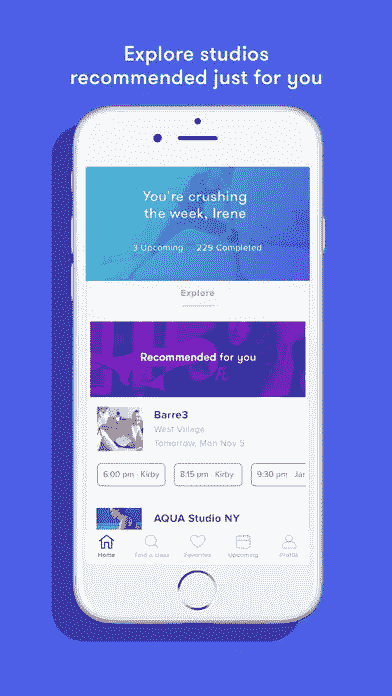 Explore studios
recommended just for you
You're crushing
the week, Irene
3 Upcoming 229 Completed
Explore
Recommended for you
Barre3
West Village
Tomorrow, Mon Nov 5
6:00 pm · Kirby 8:15 pm · Kirby 9:30 pm · Jan
AQUA Studio NY
Home Find a class Favorites Upcoming Profile